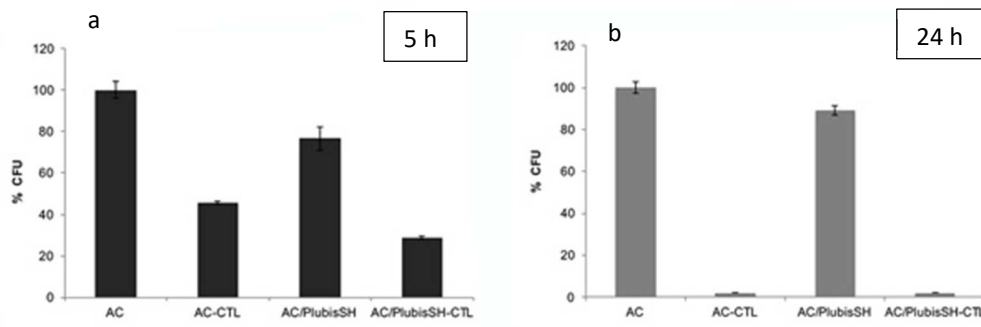 a
5 h
120
100
80
60
40
20
0
% CFU
AC
AC-CTL
AC/PlubisSH
AC/PlubisSH-CTL
b
24 h
120
100
80
60
40
20
0
% CFU
AC
AC-CTL
AC/PlubisSH
AC/PlubisSH-CTL